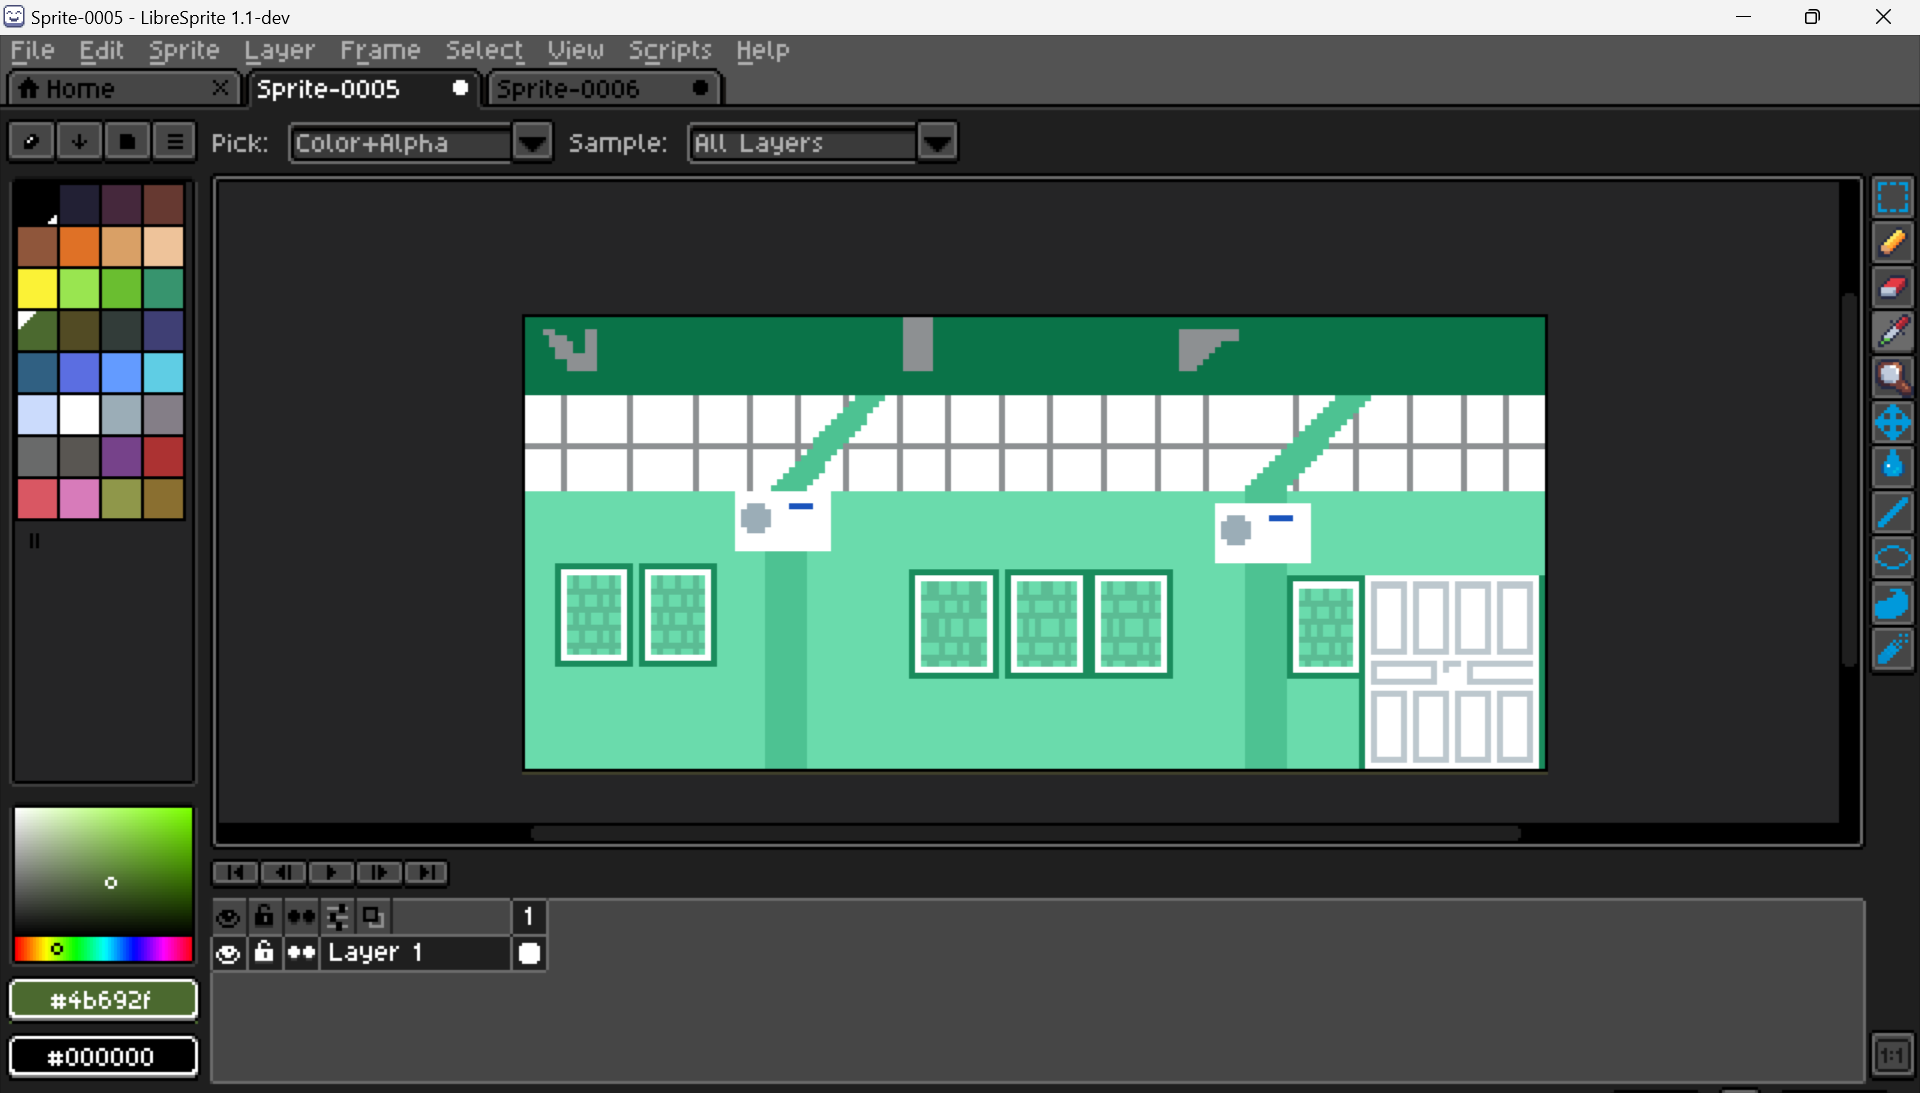 Sprite-0005 - LibreSprite 1.1-dev
File Edit Sprite Layer Frame Select View Scripts Help
Home Sprite-0005 Sprite-0006
Pick: Color+Alpha Sample: All Layers
1
Layer 1
#4b692f
#000000
1:1